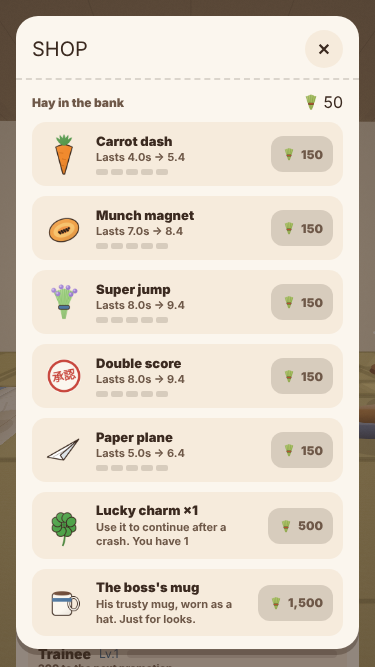 SHOP
×
Hay in the bank
50
Carrot dash
Lasts 4.0s → 5.4
150
Munch magnet
Lasts 7.0s → 8.4
150
Super jump
Lasts 8.0s → 9.4
150
承認
Double score
Lasts 8.0s → 9.4
150
Paper plane
Lasts 5.0s → 6.4
150
Lucky charm ×1
Use it to continue after a
crash. You have 1
500
The boss's mug
His trusty mug, worn as a
hat. Just for looks.
1,500
Trainee Lv.1